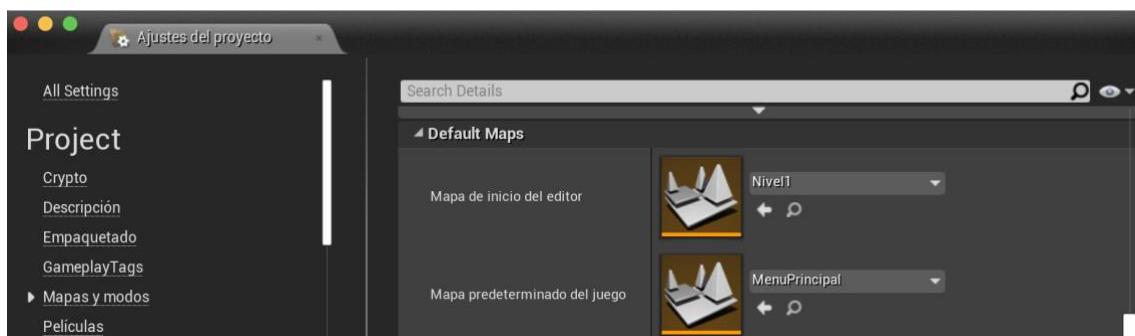 Ajustes del proyecto
All Settings
Project
Crypto
Descripción
Empaquetado
GameplayTags
Mapas y modos
Películas
Search Details
Default Maps
Mapa de inicio del editor
Nivel1
Mapa predeterminado del juego
MenuPrincipal